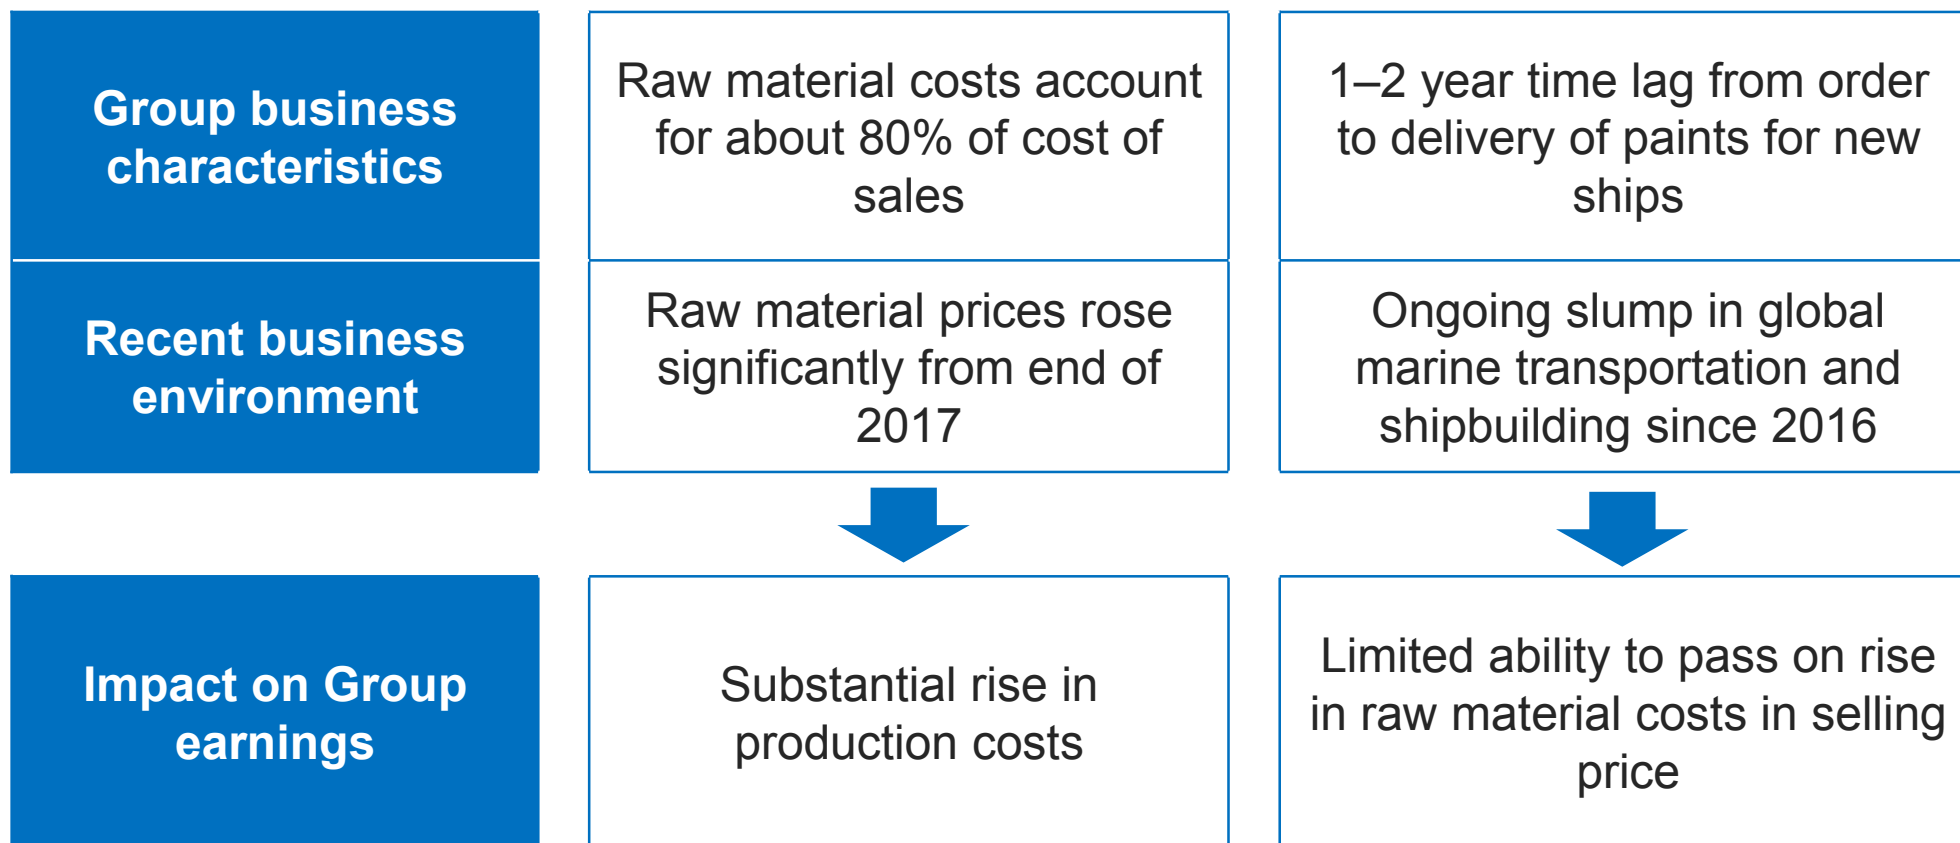 Group business
characteristics
Raw material costs account
for about 80% of cost of
sales
1–2 year time lag from order
to delivery of paints for new
ships
Recent business
environment
Raw material prices rose
significantly from end of
2017
Ongoing slump in global
marine transportation and
shipbuilding since 2016
Impact on Group
earnings
Substantial rise in
production costs
Limited ability to pass on rise
in raw material costs in selling
price